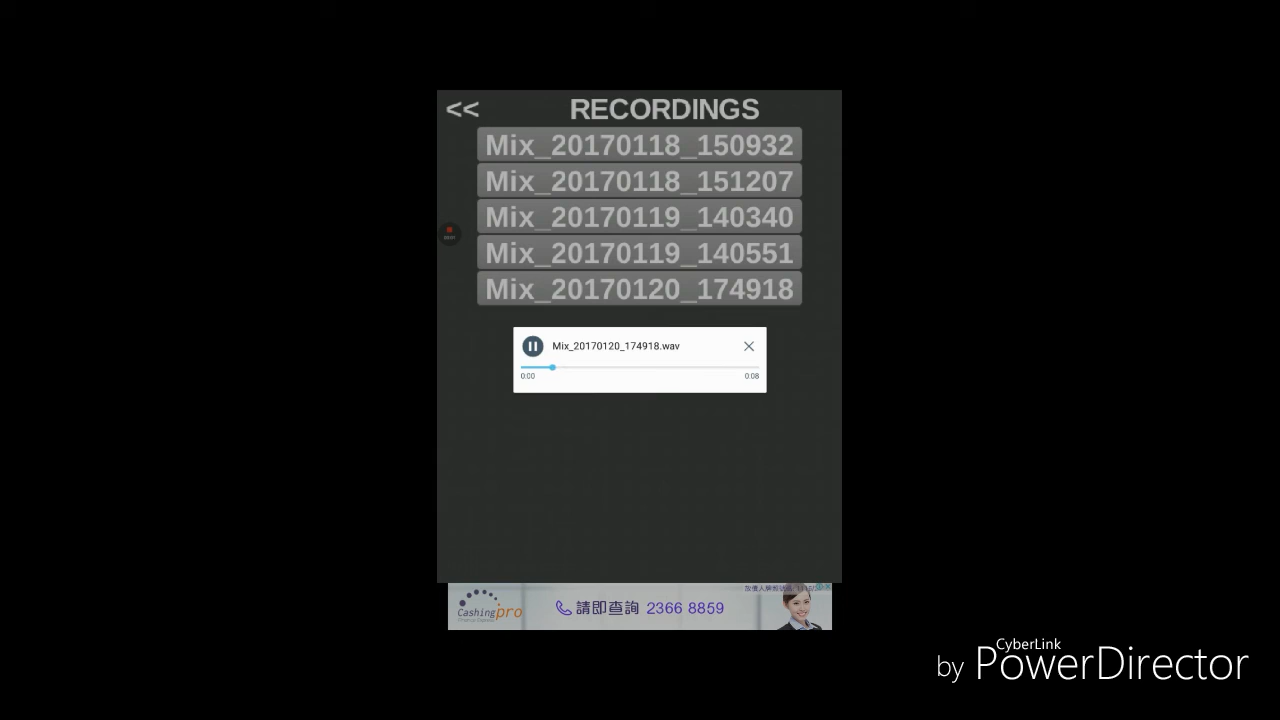 << RECORDINGS
Mix_20170118_150932
Mix_20170118_151207
Mix_20170119_140340
Mix_20170119_140551
Mix_20170120_174918
Mix_20170120_174918.wav
0:00 0:08
Cashing pro
請即查詢 2366 8859
CyberLink
by PowerDirector